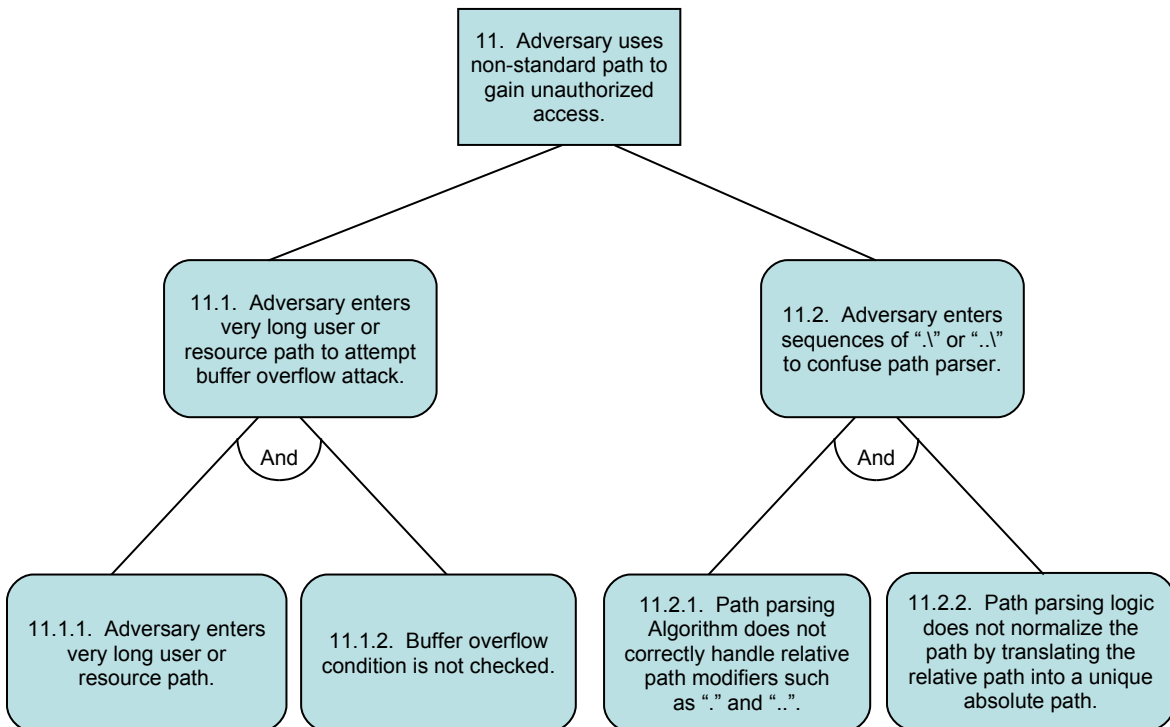 11. Adversary uses
non-standard path to
gain unauthorized
access.
11.1. Adversary enters
very long user or
resource path to attempt
buffer overflow attack.
11.2. Adversary enters
sequences of “.\” or “..\”
to confuse path parser.
And
And
11.1.1. Adversary enters
very long user or
resource path.
11.1.2. Buffer overflow
condition is not checked.
11.2.1. Path parsing
Algorithm does not
correctly handle relative
path modifiers such
as “.” and “..”.
11.2.2. Path parsing logic
does not normalize the
path by translating the
relative path into a unique
absolute path.